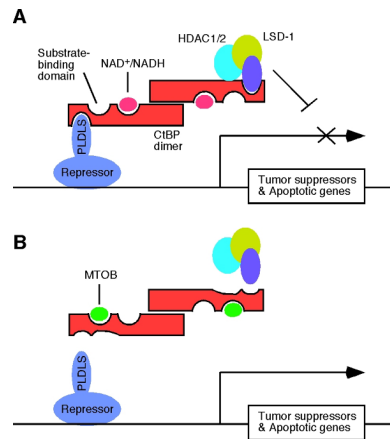 A
HDAC1/2
LSD-1
NAD+/NADH
Substrate-
binding
domain
CtBP
dimer
PLDLS
Repressor
Tumor suppressors
& Apoptotic genes
B
MTOB
PLDLS
Repressor
Tumor suppressors
& Apoptotic genes